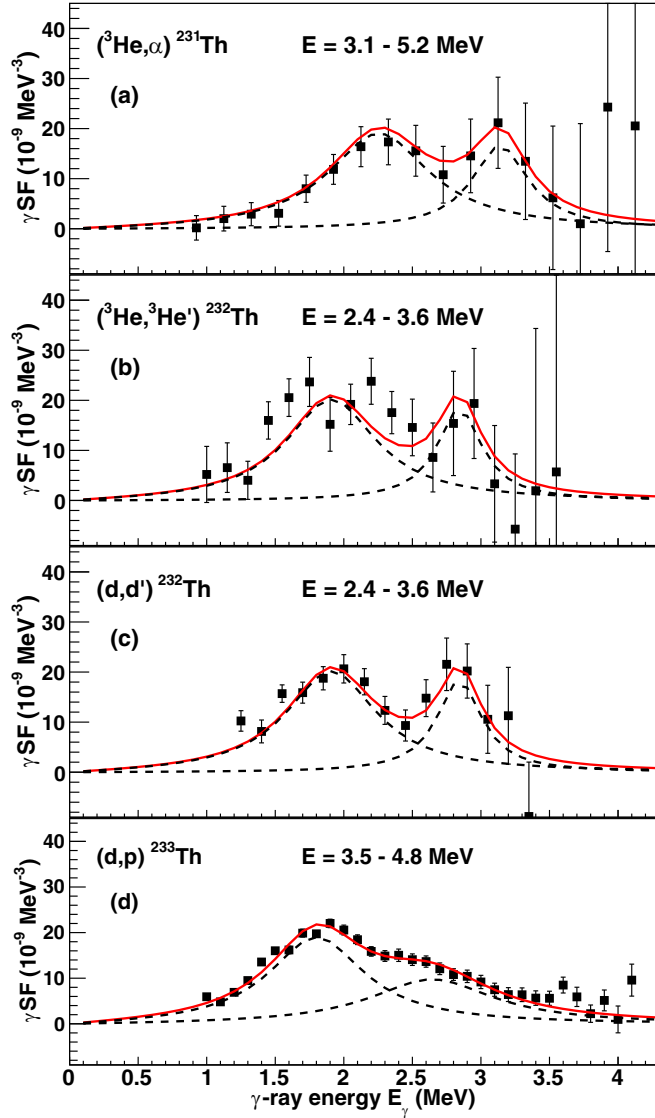 (³He,α) ²³¹Th E = 3.1 - 5.2 MeV
(a)
γSF (10⁻⁹ MeV⁻³)
40
30
20
10
0
(³He,³He') ²³²Th E = 2.4 - 3.6 MeV
(b)
γSF (10⁻⁹ MeV⁻³)
40
30
20
10
0
(d,d') ²³²Th E = 2.4 - 3.6 MeV
(c)
γSF (10⁻⁹ MeV⁻³)
40
30
20
10
0
(d,p) ²³³Th E = 3.5 - 4.8 MeV
(d)
γSF (10⁻⁹ MeV⁻³)
40
30
20
10
0
0 0.5 1 1.5 2 2.5 3 3.5 4
γ-ray energy Eᵧ (MeV)